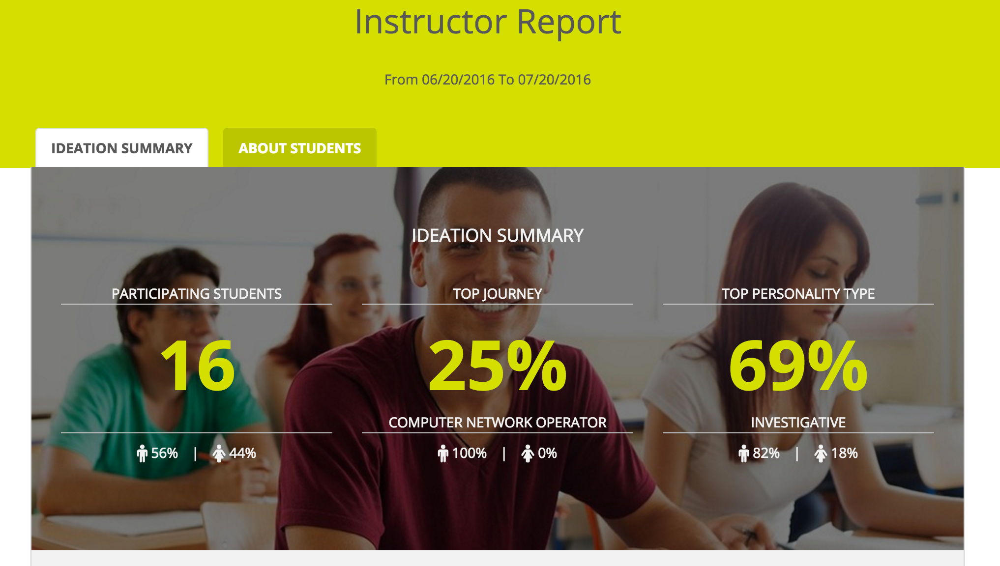 Instructor Report
From 06/20/2016 To 07/20/2016
IDEATION SUMMARY
ABOUT STUDENTS
IDEATION SUMMARY
PARTICIPATING STUDENTS
16
56% | 44%
TOP JOURNEY
25%
COMPUTER NETWORK OPERATOR
100% | 0%
TOP PERSONALITY TYPE
69%
INVESTIGATIVE
82% | 18%